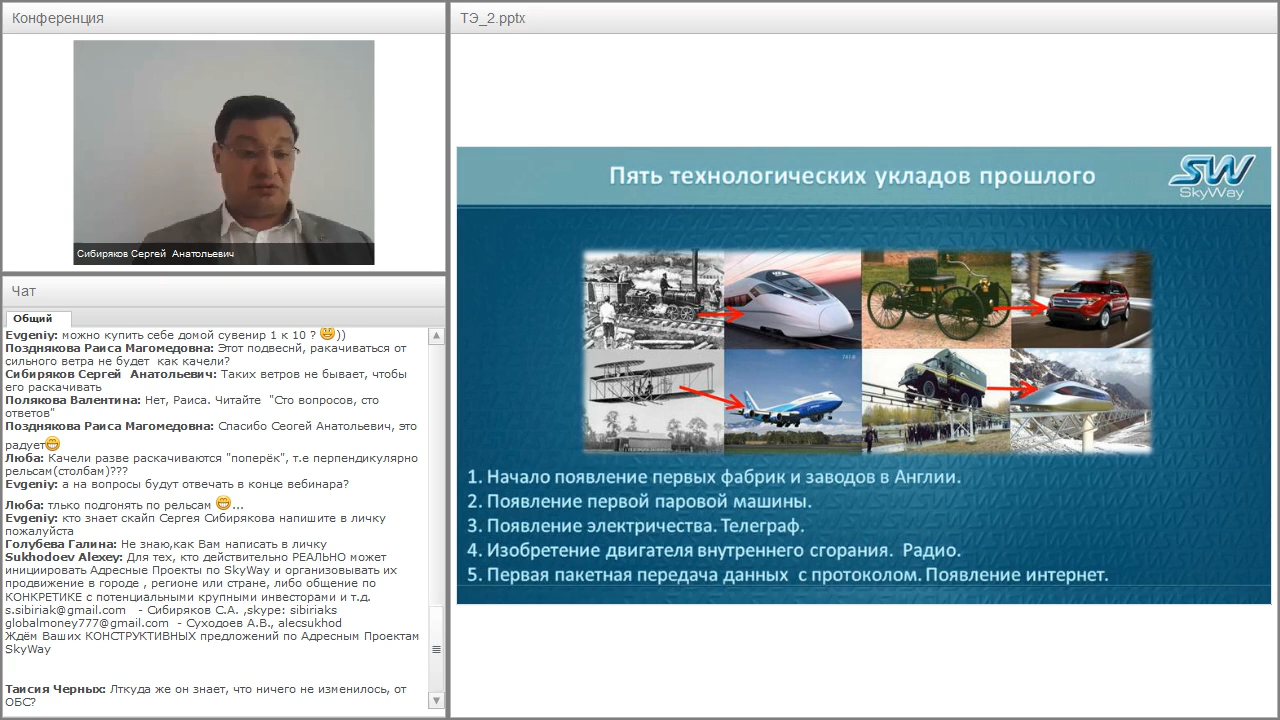 Конференция
Сибиряков Сергей  Анатольевич
Чат
Общий
Evgeniy: можно купить себе домой сувенир 1 к 10 ? ))
Позднякова Раиса Магомедовна: Этот подвесній, ракачиваться от
сильного ветра не будет  как качели?
Сибиряков Сергей  Анатольевич: Таких ветров не бывает, чтобы
его раскачивать
Полякова Валентина: Нет, Раиса. Читайте  "Сто вопросов, сто
ответов"
Позднякова Раиса Магомедовна: Спасибо Сеогей Анатольевич, это
радует
Люба: Качели разве раскачиваются "поперёк", т.е перпендикулярно
рельсам(столбам)???
Evgeniy: а на вопросы будут отвечать в конце вебинара?
Люба: тлько подгонять по рельсам ...
Evgeniy: кто знает скайп Сергея Сибирякова напишите в личку
пожалуйста
Голубева Галина: Не знаю,как Вам написать в личку
Sukhodoev Alexey: Для тех, кто действительно РЕАЛЬНО может
инициировать Адресные Проекты по SkyWay и организовывать их
продвижение в городе , регионе или стране, либо общение по
КОНКРЕТИКЕ с потенциальными крупными инвесторами и т.д.
s.sibiriak@gmail.com   - Сибиряков С.А. ,skype: sibiriaks
globalmoney777@gmail.com  - Суходоев А.В., alecsukhod
Ждём Ваших КОНСТРУКТИВНЫХ предложений по Адресным Проектам
SkyWay
Таисия Черных: Лткуда же он знает, что ничего не изменилось, от
ОБС?
ТЭ_2.pptx
Пять технологических укладов прошлого
SW
SkyWay
1. Начало появление первых фабрик и заводов в Англии.
2. Появление первой паровой машины.
3. Появление электричества. Телеграф.
4. Изобретение двигателя внутреннего сгорания.  Радио.
5. Первая пакетная передача данных  с протоколом. Появление интернет.